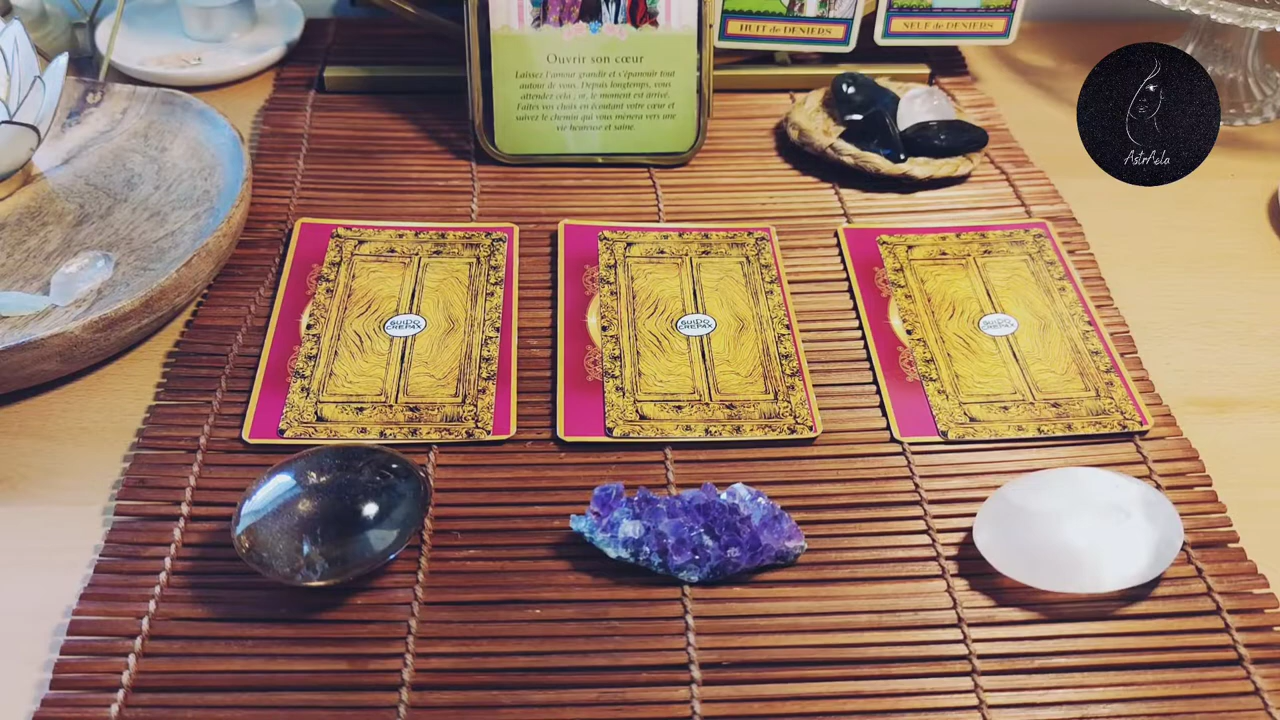 HUIT de DENIERS
NEUF de DENIERS
Ouvrir son cœur
Laissez l'amour grandir et s'épanouir tout
autour de vous. Depuis longtemps, vous
attendez cela ; or, le moment est arrivé.
Faites vos choix en écoutant votre cœur et
suivez le chemin qui vous mènera vers une
vie heureuse et saine.
AstrAela
GUIDO
CREPAX
GUIDO
CREPAX
GUIDO
CREPAX